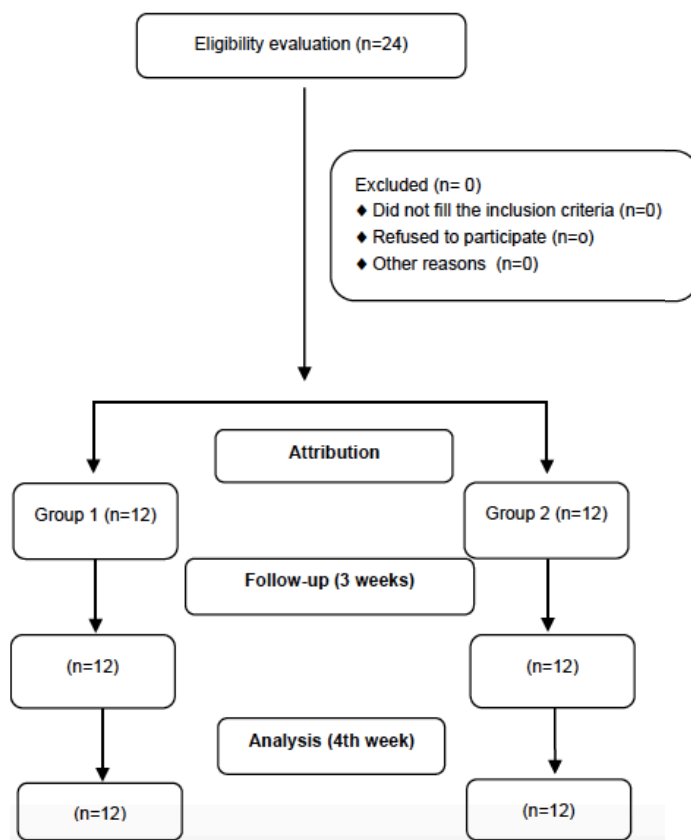 Eligibility evaluation (n=24)
Excluded (n= 0)
♦ Did not fill the inclusion criteria (n=0)
♦ Refused to participate (n=o)
♦ Other reasons  (n=0)
Attribution
Group 1 (n=12)
Group 2 (n=12)
Follow-up (3 weeks)
(n=12)
(n=12)
Analysis (4th week)
(n=12)
(n=12)